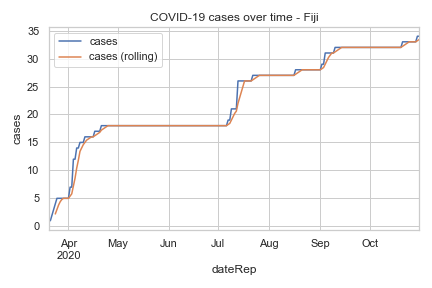 COVID-19 cases over time - Fiji
cases
cases (rolling)
35
30
25
20
15
10
5
0
cases
Apr
2020
May
Jun
Jul
Aug
Sep
Oct
dateRep